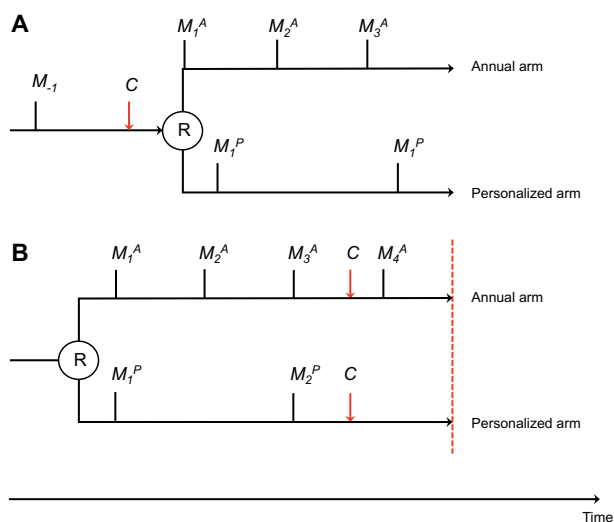 A
M₁ᴬ M₂ᴬ M₃ᴬ
Annual arm
M₋₁ C
R
M₁ᴾ M₁ᴾ
Personalized arm
B
M₁ᴬ M₂ᴬ M₃ᴬ C M₄ᴬ
Annual arm
R
M₁ᴾ M₂ᴾ C
Personalized arm
Time